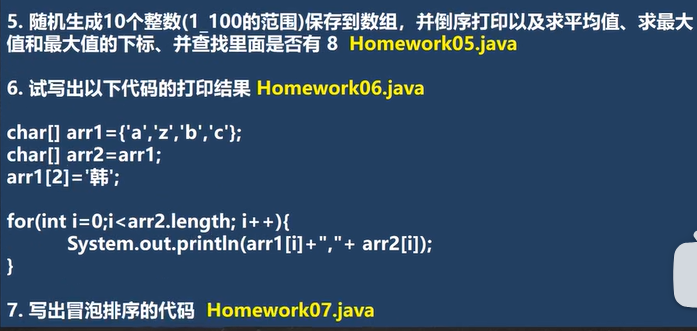 5. 随机生成10个整数(1_100的范围)保存到数组，并倒序打印以及求平均值、求最大
值和最大值的下标、并查找里面是否有 8  Homework05.java
6. 试写出以下代码的打印结果 Homework06.java
char[] arr1={'a','z','b','c'};
char[] arr2=arr1;
arr1[2]='韩';
for(int i=0;i<arr2.length; i++){
System.out.println(arr1[i]+","+ arr2[i]);
}
7. 写出冒泡排序的代码  Homework07.java